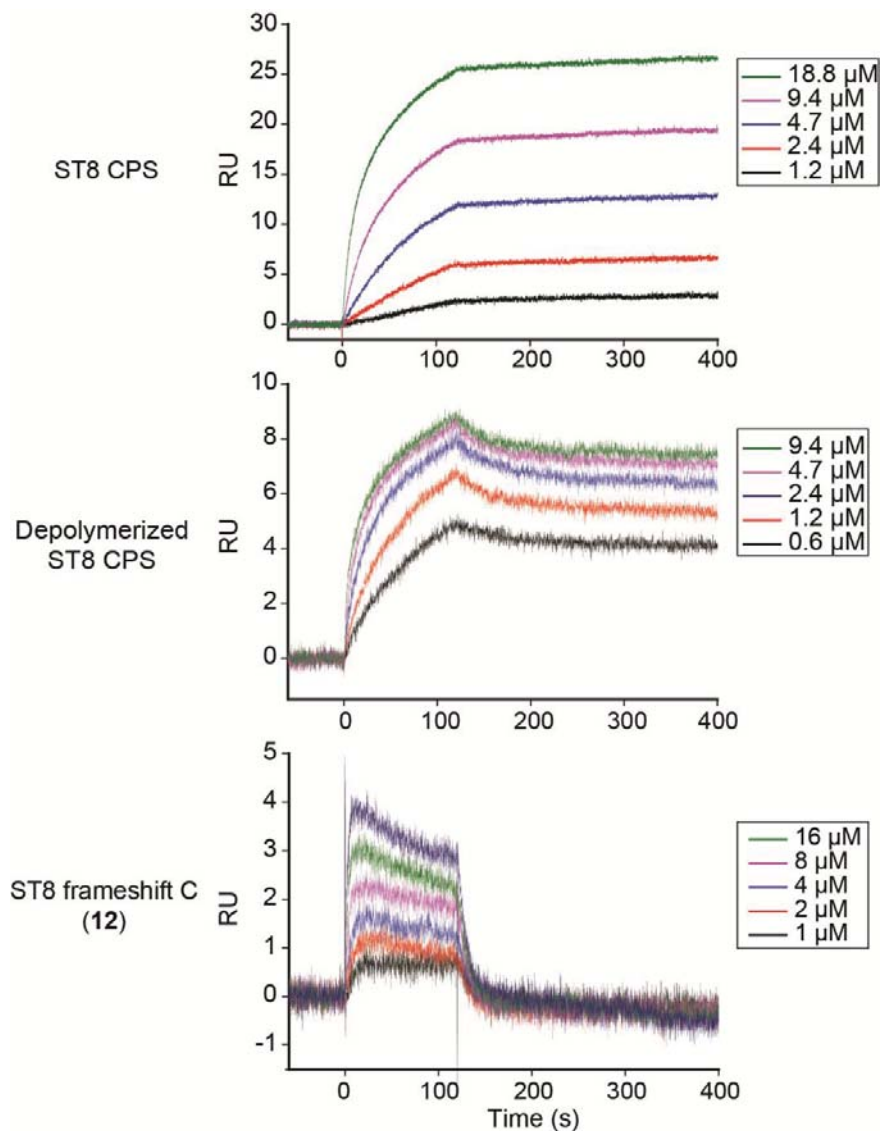 ST8 CPS
RU
30
25
20
15
10
5
0
0 100 200 300 400
18.8 µM
9.4 µM
4.7 µM
2.4 µM
1.2 µM
Depolymerized
ST8 CPS
RU
10
8
6
4
2
0
0 100 200 300 400
9.4 µM
4.7 µM
2.4 µM
1.2 µM
0.6 µM
ST8 frameshift C
(12)
RU
5
4
3
2
1
0
-1
0 100 200 300 400
Time (s)
16 µM
8 µM
4 µM
2 µM
1 µM